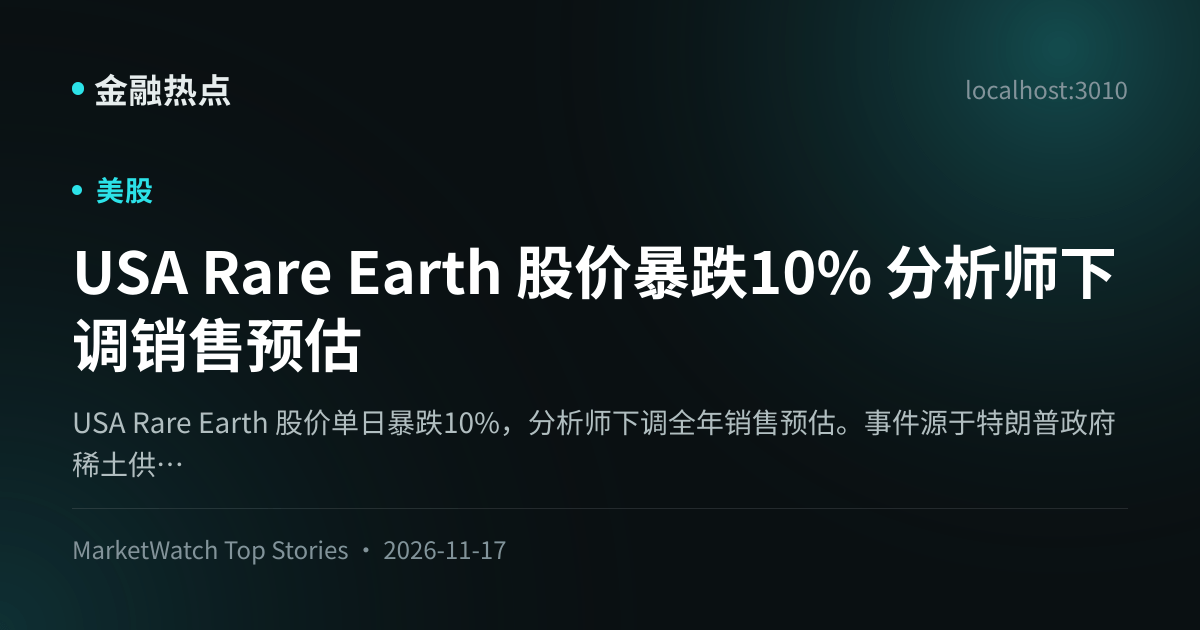 金融热点
localhost:3010
美股
USA Rare Earth 股价暴跌10% 分析师下
调销售预估
USA Rare Earth 股价单日暴跌10%，分析师下调全年销售预估。事件源于特朗普政府
稀土供…
MarketWatch Top Stories · 2026-11-17